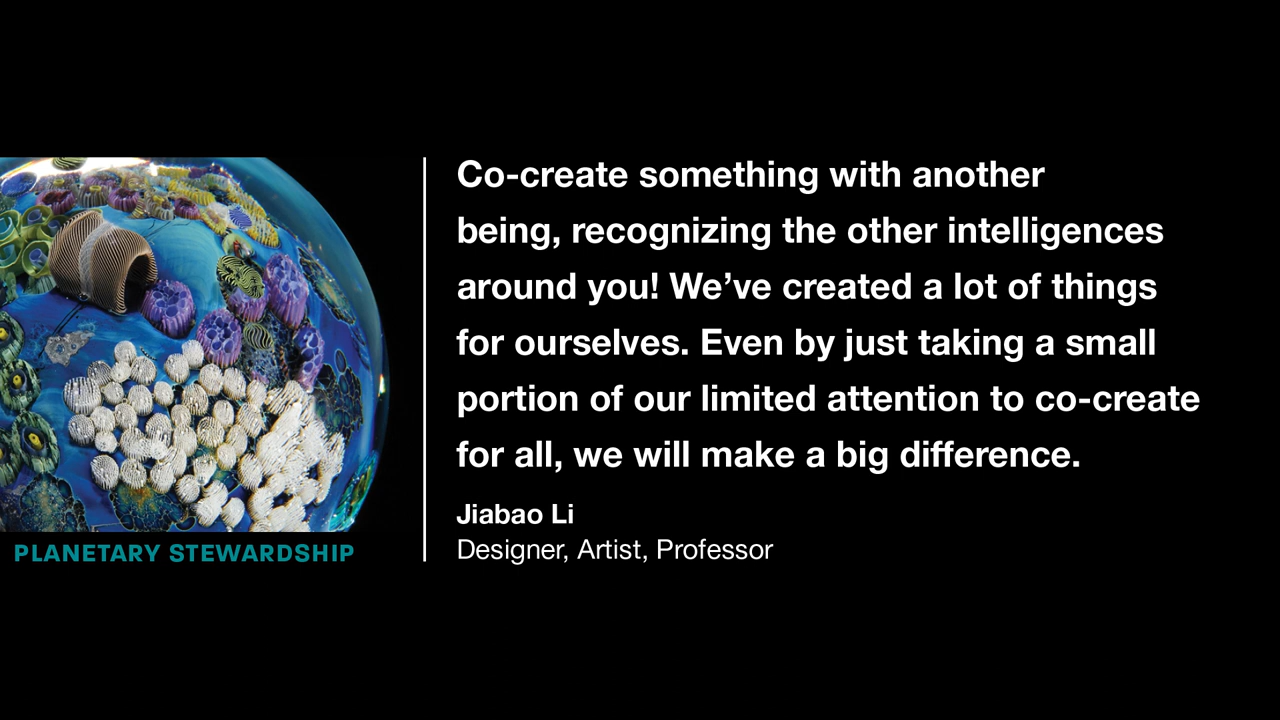 Co-create something with another
being, recognizing the other intelligences
around you! We’ve created a lot of things
for ourselves. Even by just taking a small
portion of our limited attention to co-create
for all, we will make a big difference.
Jiabao Li
Designer, Artist, Professor
PLANETARY STEWARDSHIP